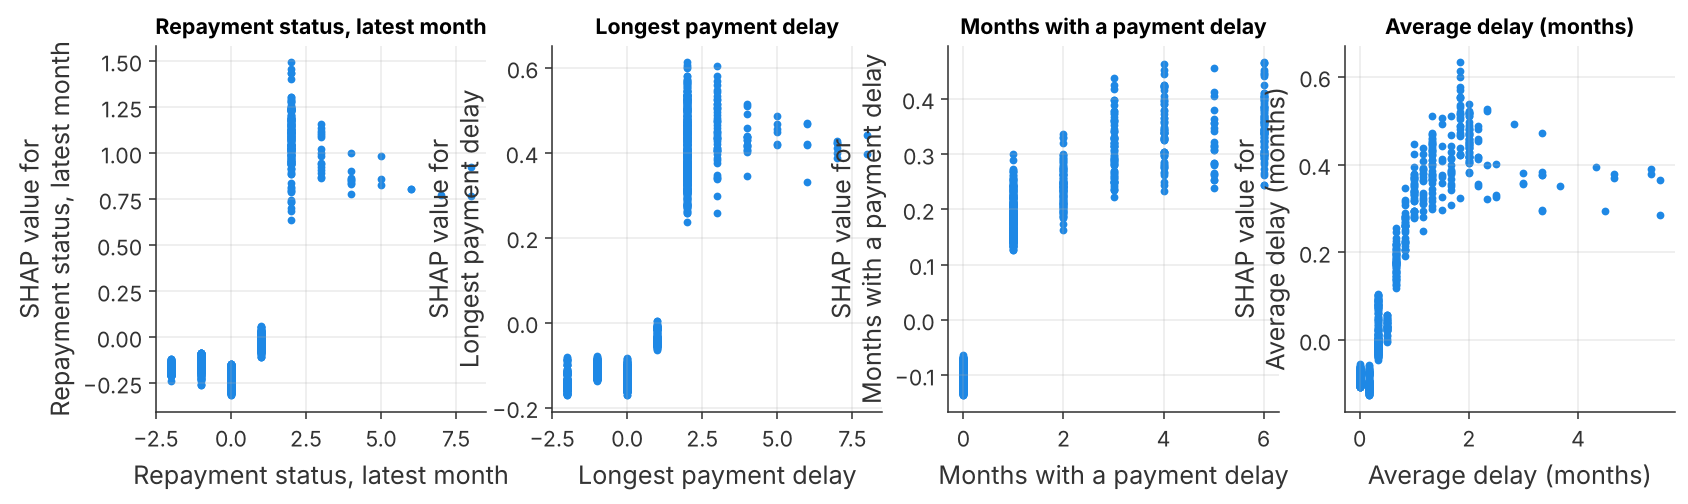 Repayment status, latest month
SHAP value for
Repayment status, latest month
1.50
1.25
1.00
0.75
0.50
0.25
0.00
−0.25
−2.5 0.0 2.5 5.0 7.5
Repayment status, latest month
Longest payment delay
SHAP value for
Longest payment delay
0.6
0.4
0.2
0.0
−0.2
−2.5 0.0 2.5 5.0 7.5
Longest payment delay
Months with a payment delay
SHAP value for
Months with a payment delay
0.4
0.3
0.2
0.1
0.0
−0.1
0 2 4 6
Months with a payment delay
Average delay (months)
SHAP value for
Average delay (months)
0.6
0.4
0.2
0.0
0 2 4
Average delay (months)